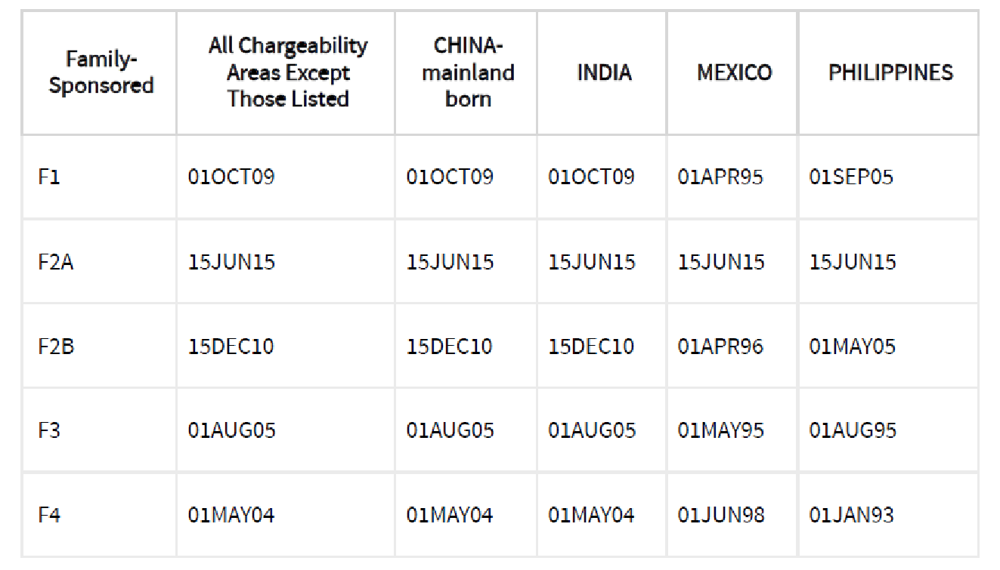 Family-
Sponsored
All Chargeability
Areas Except
Those Listed
CHINA-
mainland
born
INDIA
MEXICO
PHILIPPINES
F1 01OCT09 01OCT09 01OCT09 01APR95 01SEP05
F2A 15JUN15 15JUN15 15JUN15 15JUN15 15JUN15
F2B 15DEC10 15DEC10 15DEC10 01APR96 01MAY05
F3 01AUG05 01AUG05 01AUG05 01MAY95 01AUG95
F4 01MAY04 01MAY04 01MAY04 01JUN98 01JAN93